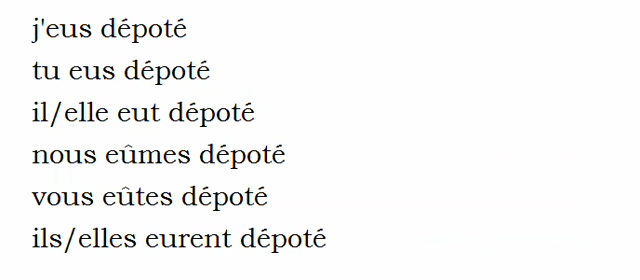 j'eus dépoté
tu eus dépoté
il/elle eut dépoté
nous eûmes dépoté
vous eûtes dépoté
ils/elles eurent dépoté